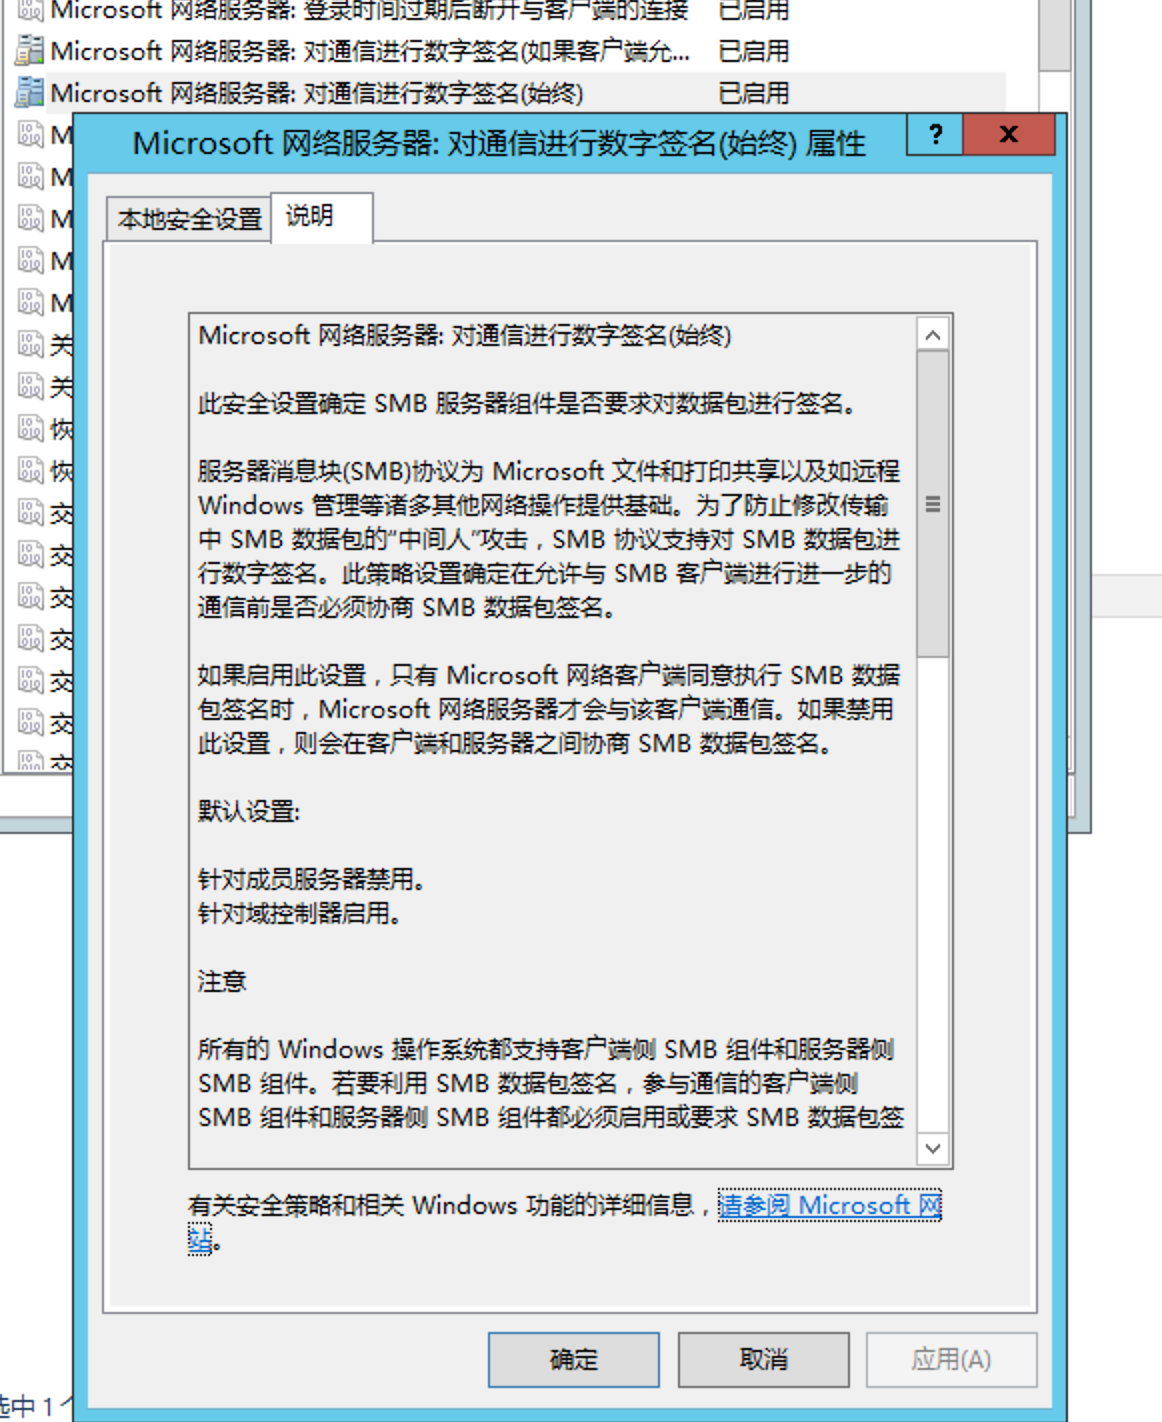 Microsoft 网络服务器: 登录时间过期后断开与客户端的连接 已启用
Microsoft 网络服务器: 对通信进行数字签名(如果客户端允... 已启用
Microsoft 网络服务器: 对通信进行数字签名(始终) 已启用
M
M
M
M
M
关
关
恢
恢
交
交
交
交
交
交
交
Microsoft 网络服务器: 对通信进行数字签名(始终) 属性
? x
本地安全设置 说明
Microsoft 网络服务器: 对通信进行数字签名(始终)
此安全设置确定 SMB 服务器组件是否要求对数据包进行签名。
服务器消息块(SMB)协议为 Microsoft 文件和打印共享以及如远程
Windows 管理等诸多其他网络操作提供基础。为了防止修改传输
中 SMB 数据包的“中间人”攻击，SMB 协议支持对 SMB 数据包进
行数字签名。此策略设置确定在允许与 SMB 客户端进行进一步的
通信前是否必须协商 SMB 数据包签名。
如果启用此设置，只有 Microsoft 网络客户端同意执行 SMB 数据
包签名时，Microsoft 网络服务器才会与该客户端通信。如果禁用
此设置，则会在客户端和服务器之间协商 SMB 数据包签名。
默认设置:
针对成员服务器禁用。
针对域控制器启用。
注意
所有的 Windows 操作系统都支持客户端侧 SMB 组件和服务器侧
SMB 组件。若要利用 SMB 数据包签名，参与通信的客户端侧
SMB 组件和服务器侧 SMB 组件都必须启用或要求 SMB 数据包签
有关安全策略和相关 Windows 功能的详细信息，请参阅 Microsoft 网
站。
确定 取消 应用(A)
选中 1 个